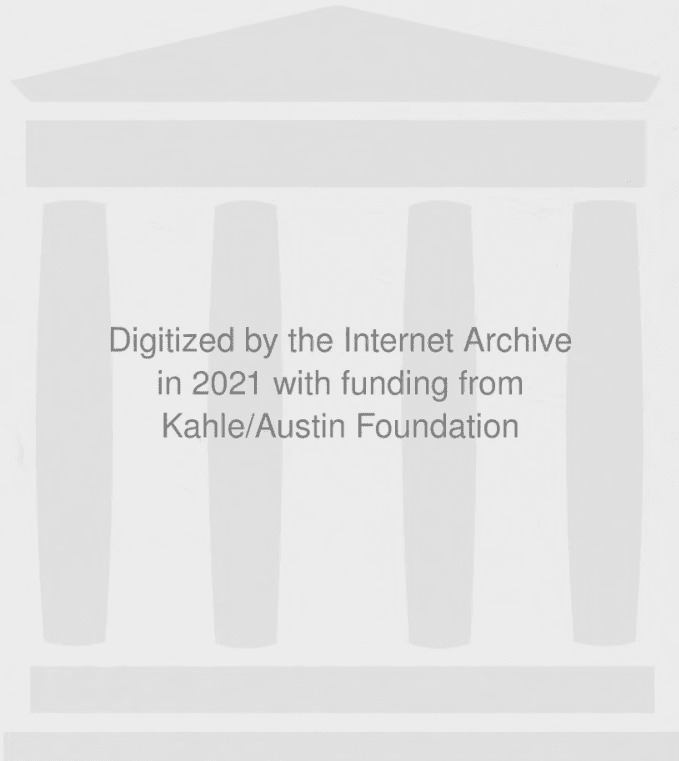 Digitized by the Internet Archive
in 2021 with funding from
Kahle/Austin Foundation